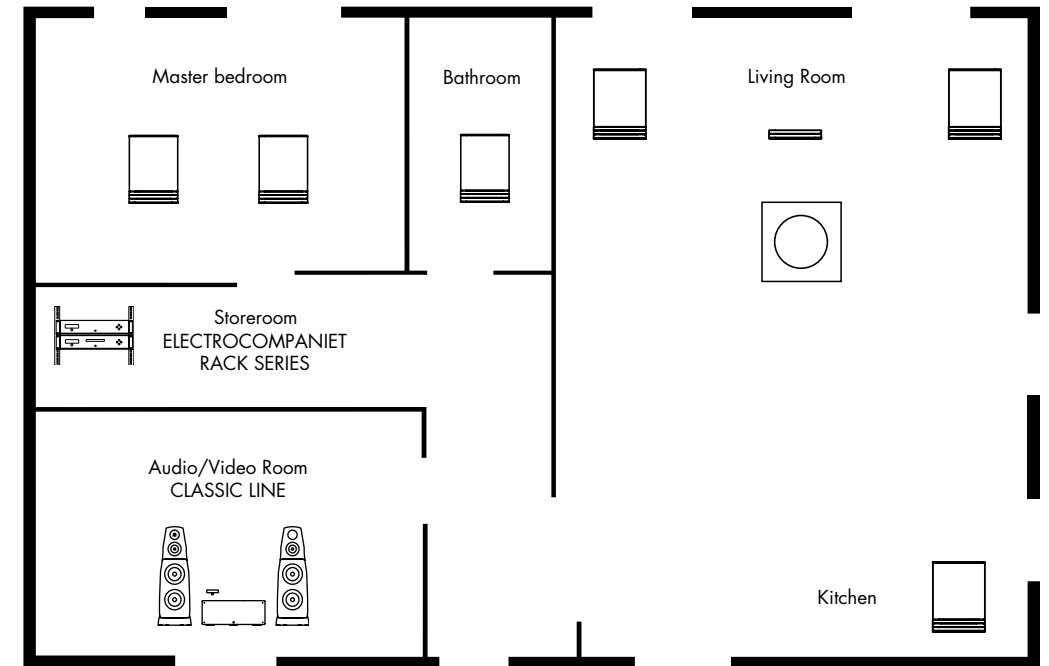 Master bedroom
Bathroom
Living Room
Storeroom
ELECTROCOMPANIET
RACK SERIES
Audio/Video Room
CLASSIC LINE
Kitchen